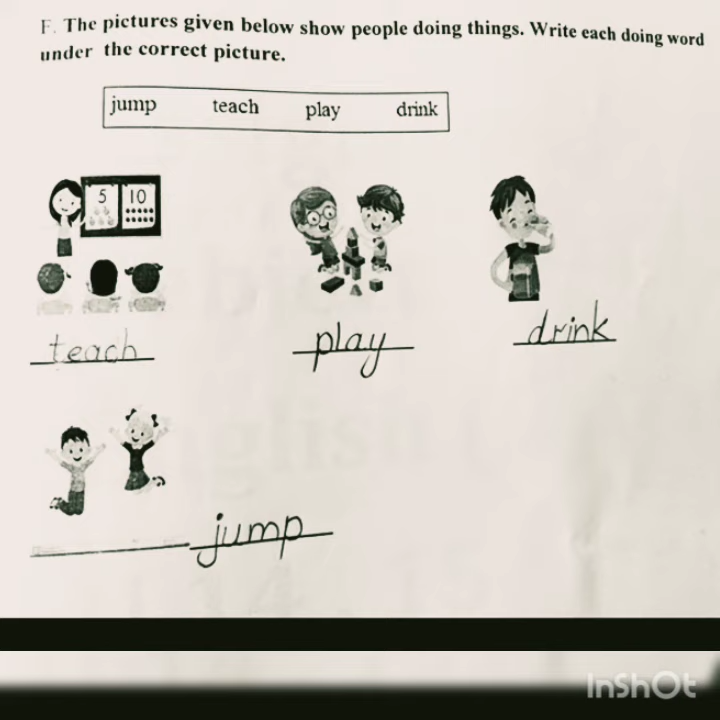 F. The pictures given below show people doing things. Write each doing word
under the correct picture.
jump teach play drink
5 10
teach play drink
jump
InShOt